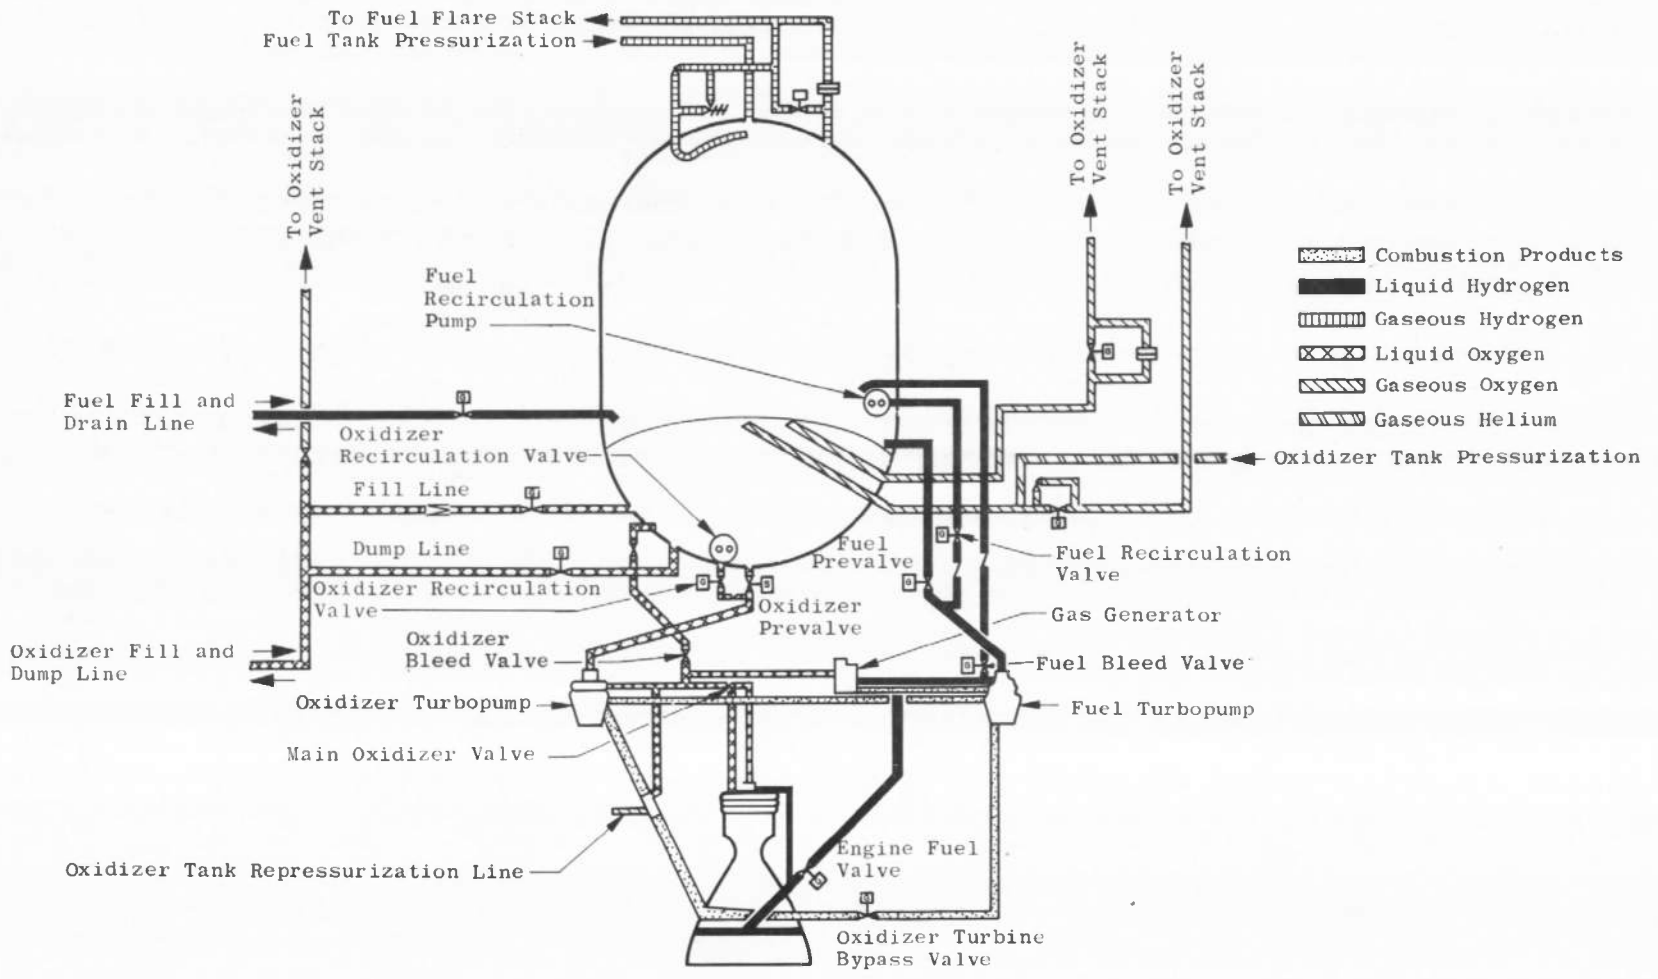 To Fuel Flare Stack
Fuel Tank Pressurization
To Oxidizer
Vent Stack
To Oxidizer
Vent Stack
To Oxidizer
Vent Stack
Fuel
Recirculation
Pump
Combustion Products
Liquid Hydrogen
Gaseous Hydrogen
Liquid Oxygen
Gaseous Oxygen
Gaseous Helium
Fuel Fill and
Drain Line
Oxidizer
Recirculation Valve
Oxidizer Tank Pressurization
Fill Line
Dump Line
Fuel
Prevalve
Fuel Recirculation
Valve
Oxidizer Recirculation
Valve
Oxidizer
Prevalve
Gas Generator
Oxidizer
Bleed Valve
Oxidizer Fill and
Dump Line
Fuel Bleed Valve
Oxidizer Turbopump
Fuel Turbopump
Main Oxidizer Valve
Engine Fuel
Valve
Oxidizer Tank Repressurization Line
Oxidizer Turbine
Bypass Valve